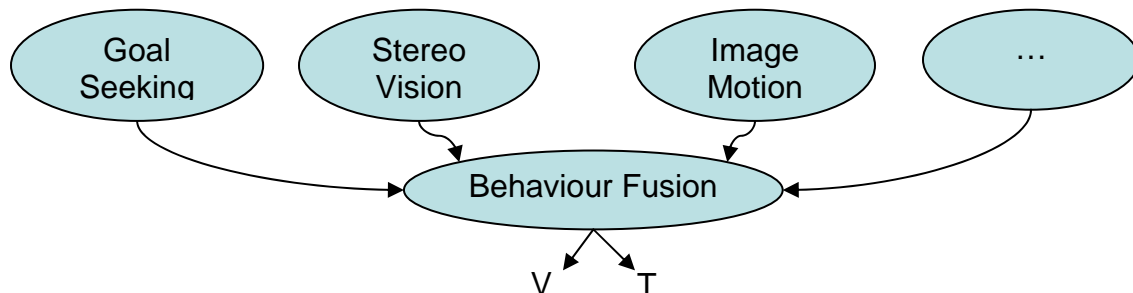 Goal
Seeking
Stereo
Vision
Image
Motion
…
Behaviour Fusion
V
T